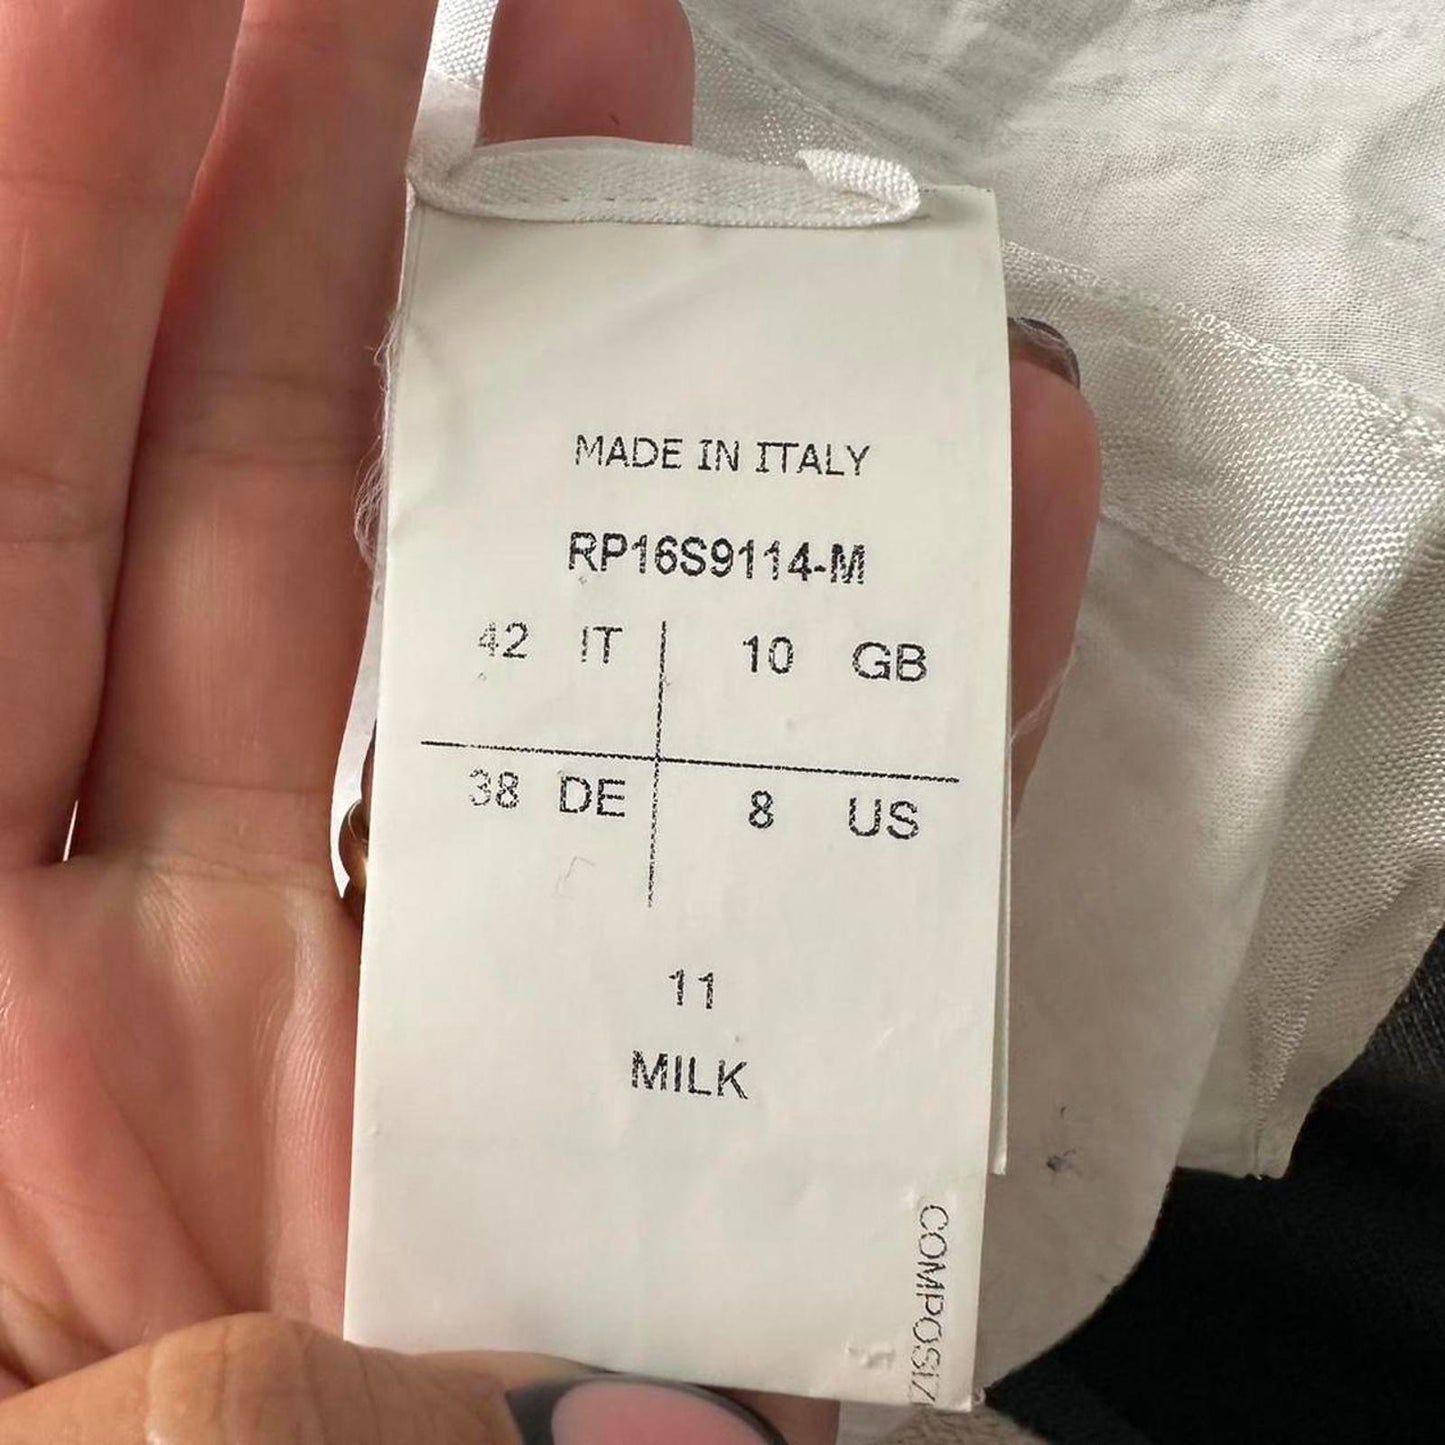 MADE IN ITALY
RP16S9114-M
42 IT 10 GB
38 DE 8 US
11
MILK
COMPOSIZ